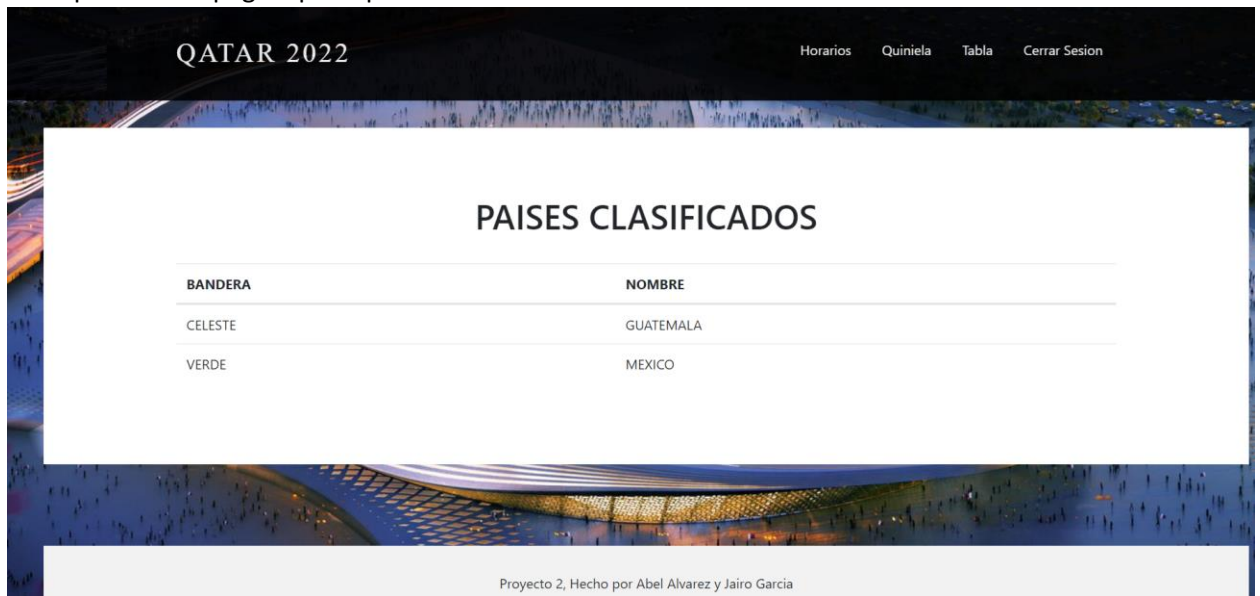 QATAR 2022
Horarios Quiniela Tabla Cerrar Sesion
PAISES CLASIFICADOS
BANDERA NOMBRE
CELESTE GUATEMALA
VERDE MEXICO
Proyecto 2, Hecho por Abel Alvarez y Jairo Garcia